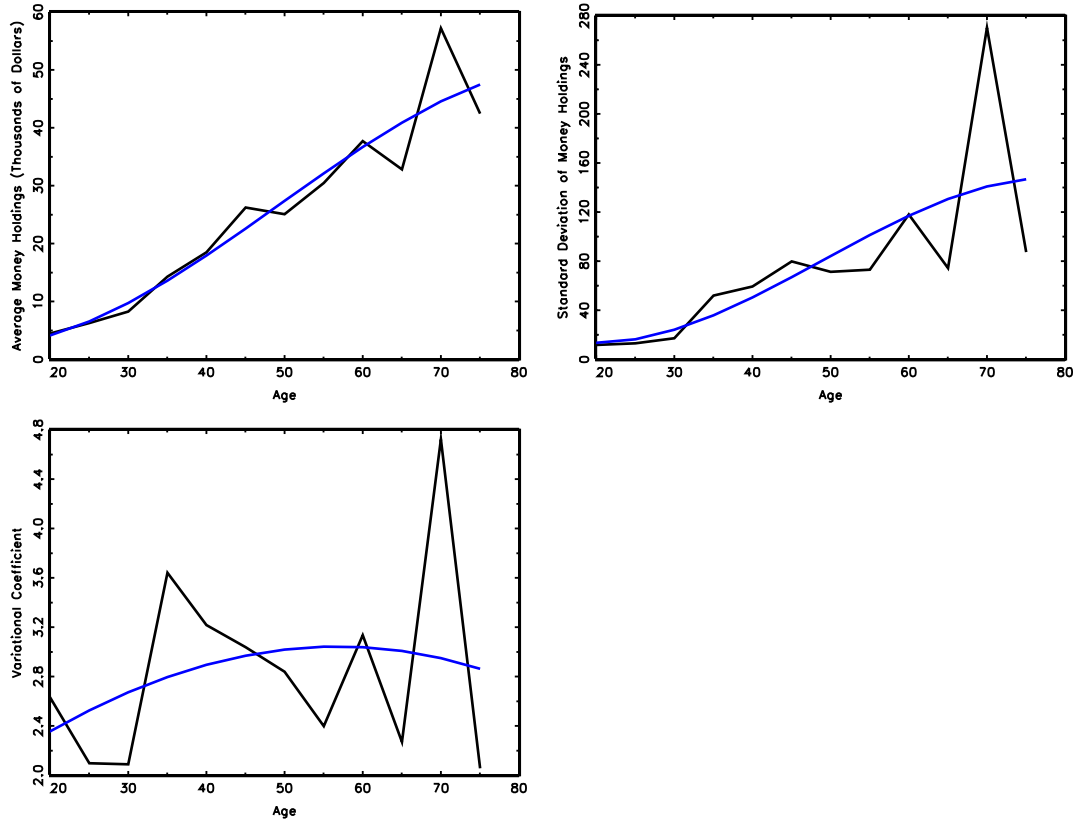 Average Money Holdings (Thousands of Dollars)
60
50
40
30
20
10
0
20 30 40 50 60 70 80
Age
Standard Deviation of Money Holdings
280
240
200
160
120
80
40
0
20 30 40 50 60 70 80
Age
Variational Coefficient
4.8
4.4
4.0
3.6
3.2
2.8
2.4
2.0
20 30 40 50 60 70 80
Age